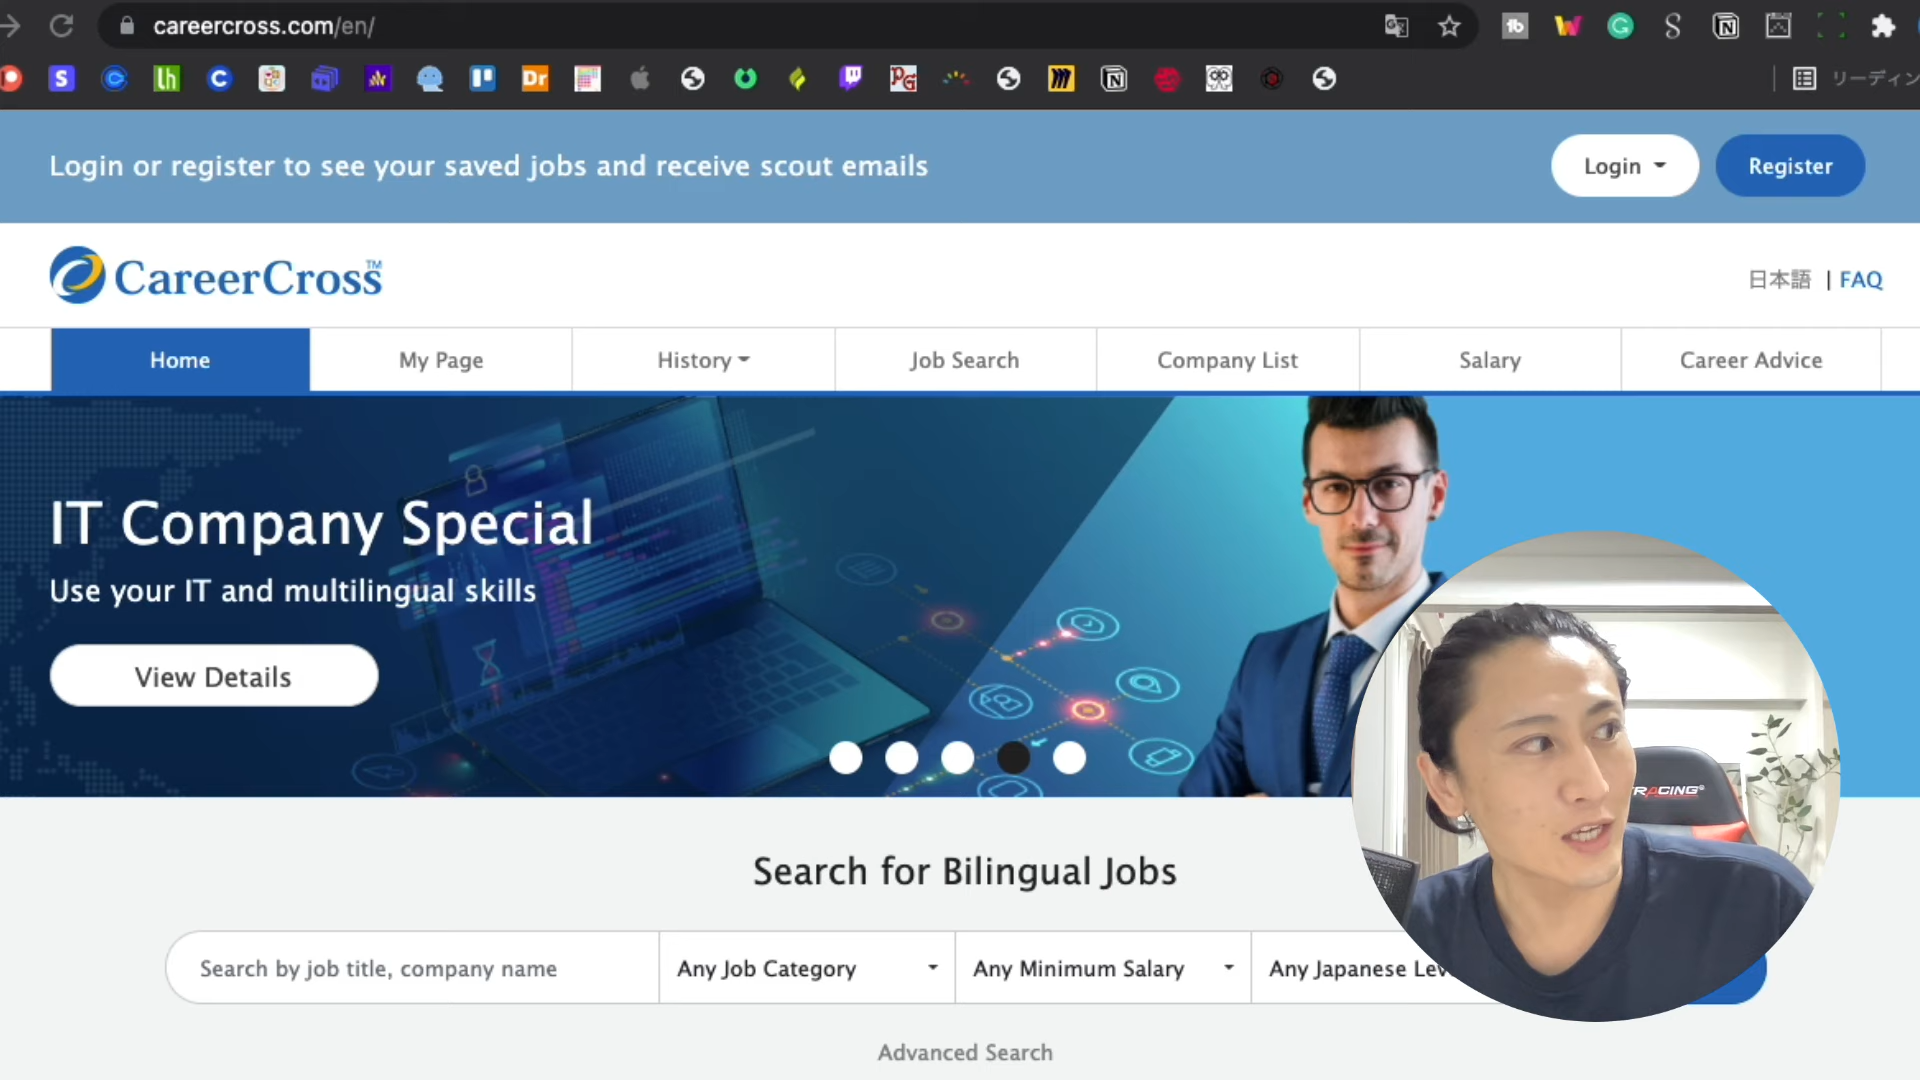 careercross.com/en/
リーディン
Login or register to see your saved jobs and receive scout emails
Login
Register
CareerCross™
日本語 | FAQ
Home
My Page
History
Job Search
Company List
Salary
Career Advice
IT Company Special
Use your IT and multilingual skills
View Details
RACING
Search for Bilingual Jobs
Search by job title, company name
Any Job Category
Any Minimum Salary
Any Japanese Lev
Advanced Search